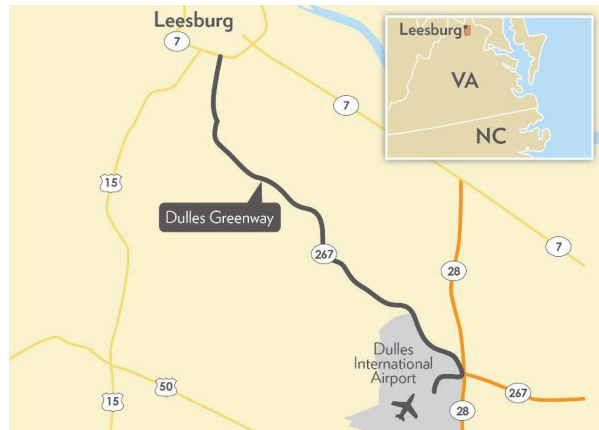 Leesburg
7
Leesburg
VA
NC
7
15
Dulles Greenway
267
7
28
Dulles
International
Airport
50
15
267
28